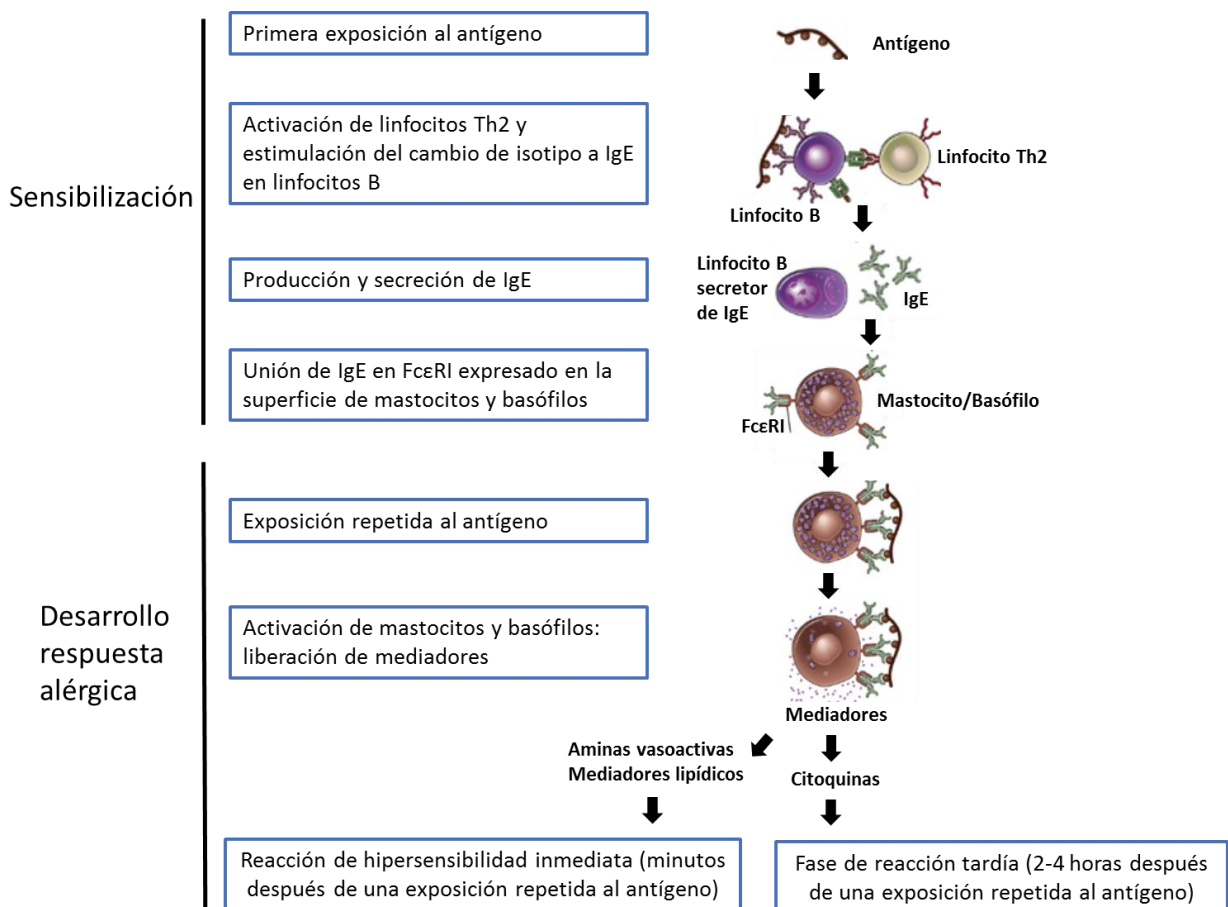 Primera exposición al antígeno
Antígeno
Activación de linfocitos Th2 y
estimulación del cambio de isotipo a IgE
en linfocitos B
Linfocito Th2
Linfocito B
Sensibilización
Producción y secreción de IgE
Linfocito B
secretor
de IgE
IgE
Unión de IgE en FcεRI expresado en la
superficie de mastocitos y basófilos
Mastocito/Basófilo
FcεRI
Exposición repetida al antígeno
Desarrollo
respuesta
alérgica
Activación de mastocitos y basófilos:
liberación de mediadores
Mediadores
Aminas vasoactivas
Mediadores lipídicos
Citoquinas
Reacción de hipersensibilidad inmediata (minutos
después de una exposición repetida al antígeno)
Fase de reacción tardía (2-4 horas después
de una exposición repetida al antígeno)